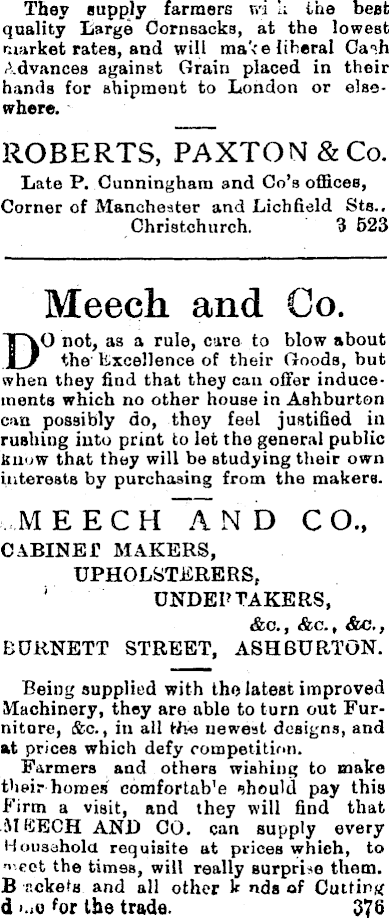 They supply farmers with the best
quality Large Cornsacks, at the lowest
market rates, and will make liberal Cash
Advances against Grain placed in their
hands for shipment to London or else-
where.
ROBERTS, PAXTON & Co.
Late P. Cunningham and Co's offices,
Corner of Manchester and Lichfield Sts..
Christchurch. 3 523
Meech and Co.
DO not, as a rule, care to blow about
the Excellence of their Goods, but
when they find that they can offer induce-
ments which no other house in Ashburton
can possibly do, they feel justified in
rushing into print to let the general public
know that they will be studying their own
interests by purchasing from the makers.
MEECH AND CO.,
CABINET MAKERS,
UPHOLSTERERS,
UNDERTAKERS,
&c., &c., &c.,
BURNETT STREET, ASHBURTON.
Being supplied with the latest improved
Machinery, they are able to turn out Fur-
niture, &c., in all the newest designs, and
at prices which defy competition.
Farmers and others wishing to make
their homes comfortable should pay this
Firm a visit, and they will find that
MEECH AND CO. can supply every
Household requisite at prices which, to
meet the times, will really surprise them.
Brackets and all other kinds of Cutting
for the trade. 376